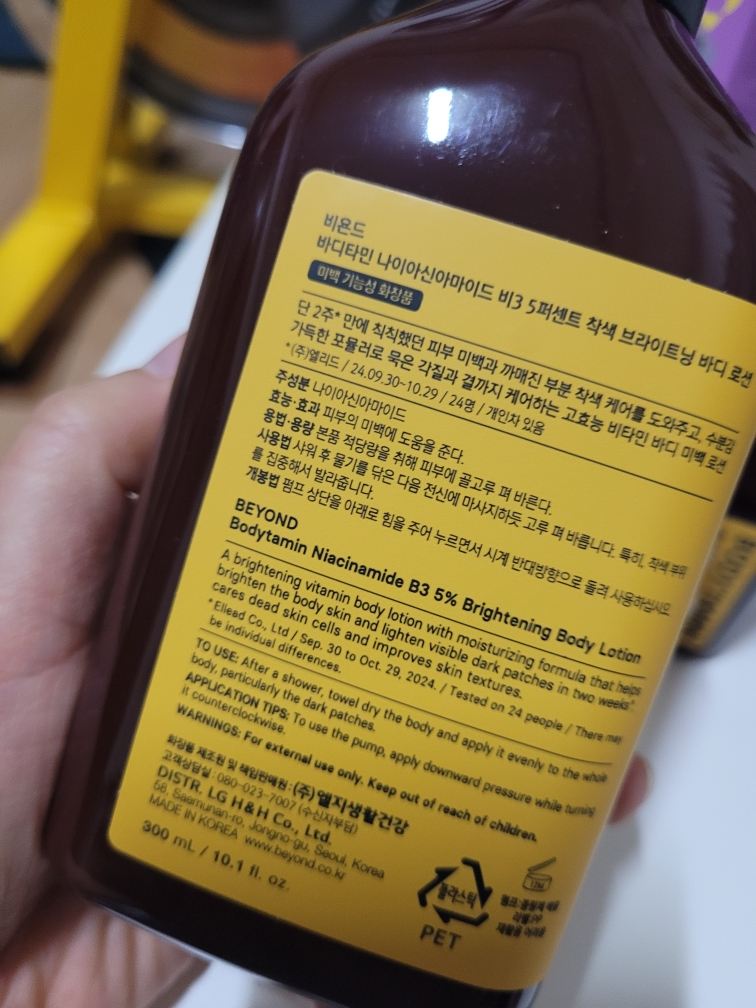 비욘드
바디타민 나이아신아마이드 비3 5퍼센트 착색 브라이트닝 바디 로션
미백 기능성 화장품
단 2주* 만에 칙칙했던 피부 미백과 까매진 부분 착색 케어를 도와주고, 수분감
가득한 포뮬러로 묵은 각질과 결까지 케어하는 고효능 비타민 바디 미백 로션
*(주)엘리드 / 24.09.30~10.29 / 24명 / 개인차 있음
주성분 나이아신아마이드
효능·효과 피부의 미백에 도움을 준다.
용법·용량 본품 적당량을 취해 피부에 골고루 펴 바른다.
사용법 샤워 후 물기를 닦은 다음 전신에 마사지하듯 고루 펴 바릅니다. 특히, 착색 부위
를 집중해서 발라줍니다.
개봉법 펌프 상단을 아래로 힘을 주어 누르면서 시계 반대방향으로 돌려 사용하십시오.
BEYOND
Bodytamin Niacinamide B3 5% Brightening Body Lotion
A brightening vitamin body lotion with moisturizing formula that helps
brighten the body skin and lighten visible dark patches in two weeks*.
cares dead skin cells and improves skin textures.
*Ellead Co., Ltd / Sep. 30 to Oct. 29, 2024. / Tested on 24 people / There may
be individual differences.
TO USE: After a shower, towel dry the body and apply it evenly to the whole
body, particularly the dark patches.
APPLICATION TIPS: To use the pump, apply downward pressure while turning
it counterclockwise.
WARNINGS: For external use only. Keep out of reach of children.
화장품 제조원 및 책임판매원 : (주)엘지생활건강
고객상담실 : 080-023-7007 (수신자부담)
DISTR. LG H&H Co., Ltd.
58, Saemunan-ro, Jongno-gu, Seoul, Korea
MADE IN KOREA www.beyond.co.kr
300 mL / 10.1 fl. oz.
플라스틱
PET
12M